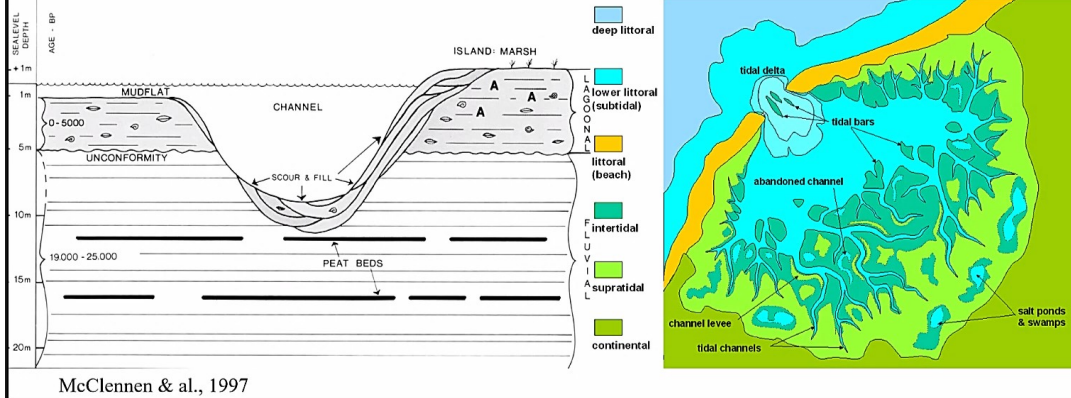 SEALEVEL
DEPTH
AGE - BP
+ 1m
1m
5m
10m
15m
20m
ISLAND: MARSH
MUDFLAT
CHANNEL
A
A
A
0-5000
UNCONFORMITY
SCOUR & FILL
19.000 - 25.000
PEAT BEDS
LAGOONAL
FLUVIAL
McClennen & al., 1997
deep littoral
lower littoral
(subtidal)
littoral
(beach)
intertidal
supratidal
continental
tidal delta
tidal bars
abandoned channel
channel levee
tidal channels
salt ponds
& swamps